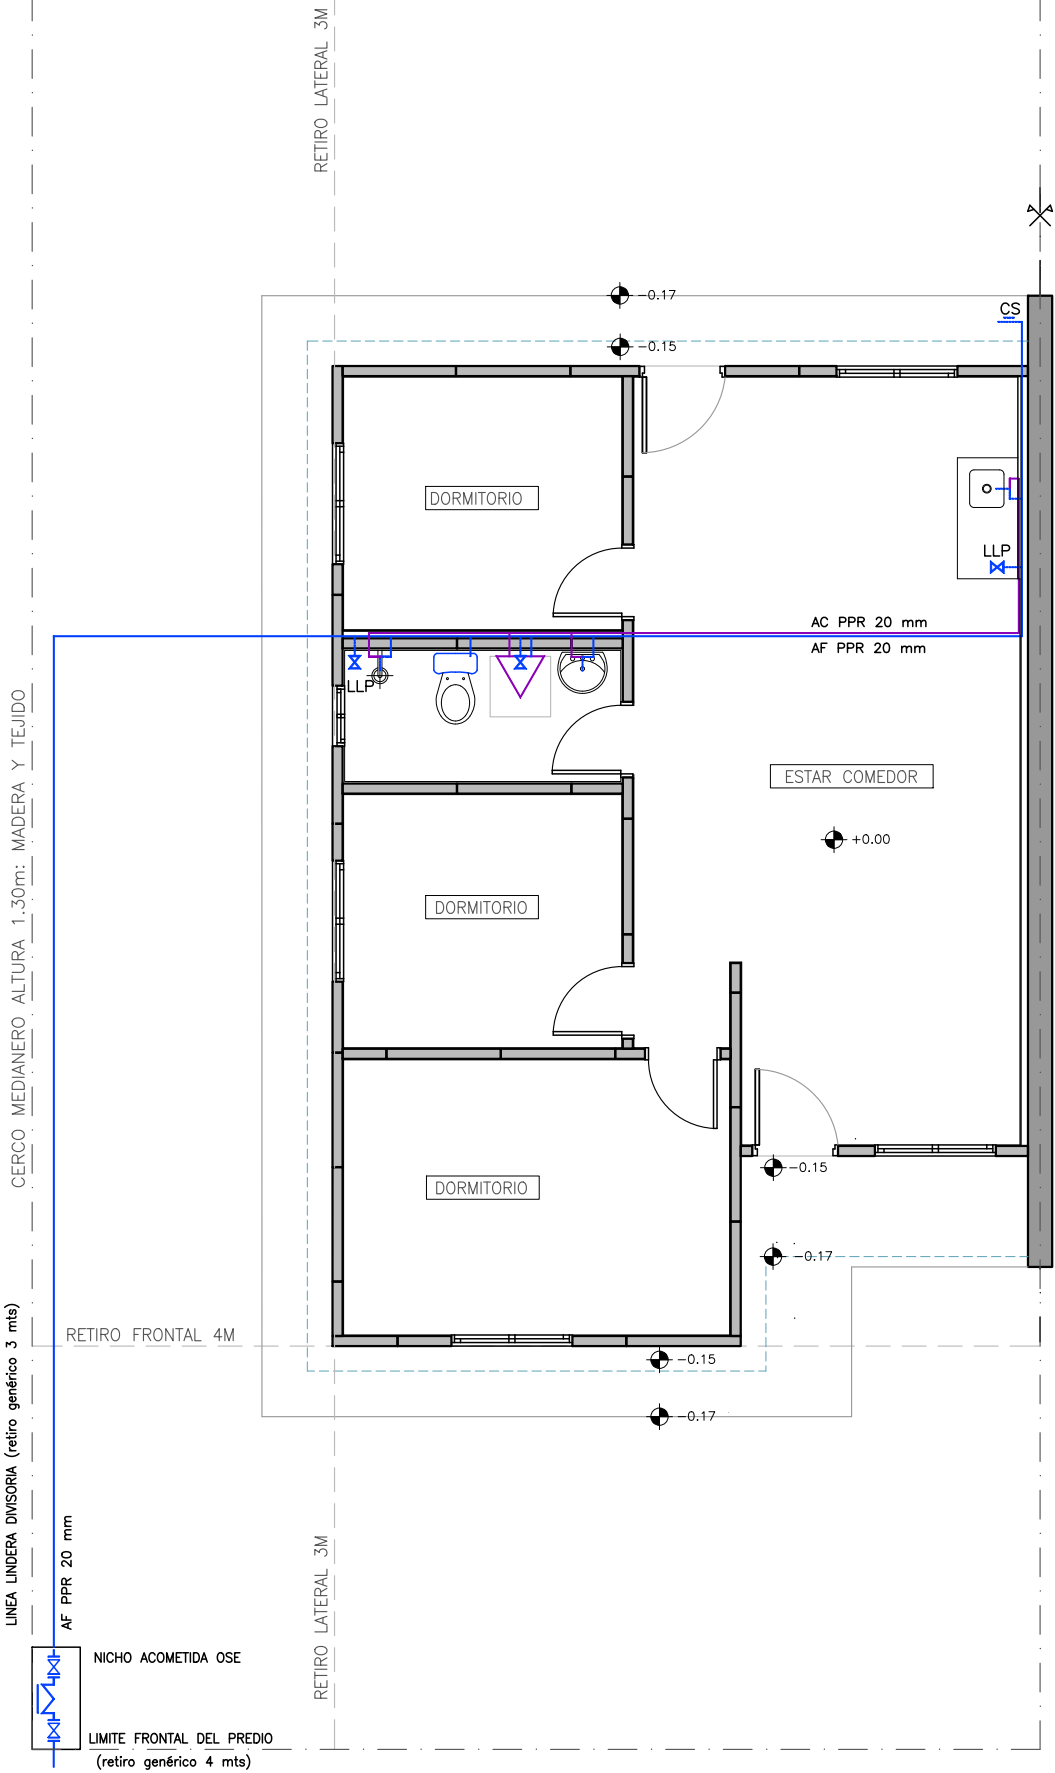 RETIRO LATERAL 3M
-0.17
CS
-0.15
DORMITORIO
LLP
AC PPR 20 mm
AF PPR 20 mm
LLP
ESTAR COMEDOR
+0.00
CERCO MEDIANERO ALTURA 1.30m: MADERA Y TEJIDO
DORMITORIO
-0.15
DORMITORIO
-0.17
RETIRO FRONTAL 4M
-0.15
-0.17
LINEA LINDERA DIVISORIA (retiro genérico 3 mts)
AF PPR 20 mm
RETIRO LATERAL 3M
NICHO ACOMETIDA OSE
LIMITE FRONTAL DEL PREDIO
(retiro genérico 4 mts)